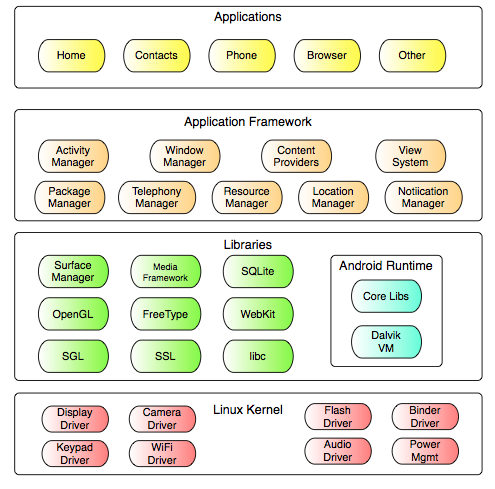 Applications
Home
Contacts
Phone
Browser
Other
Application Framework
Activity
Manager
Window
Manager
Content
Providers
View
System
Package
Manager
Telephony
Manager
Resource
Manager
Location
Manager
Notiication
Manager
Libraries
Surface
Manager
Media
Framework
SQLite
OpenGL
FreeType
WebKit
SGL
SSL
libc
Android Runtime
Core Libs
Dalvik
VM
Linux Kernel
Display
Driver
Camera
Driver
Flash
Driver
Binder
Driver
Keypad
Driver
WiFi
Driver
Audio
Driver
Power
Mgmt